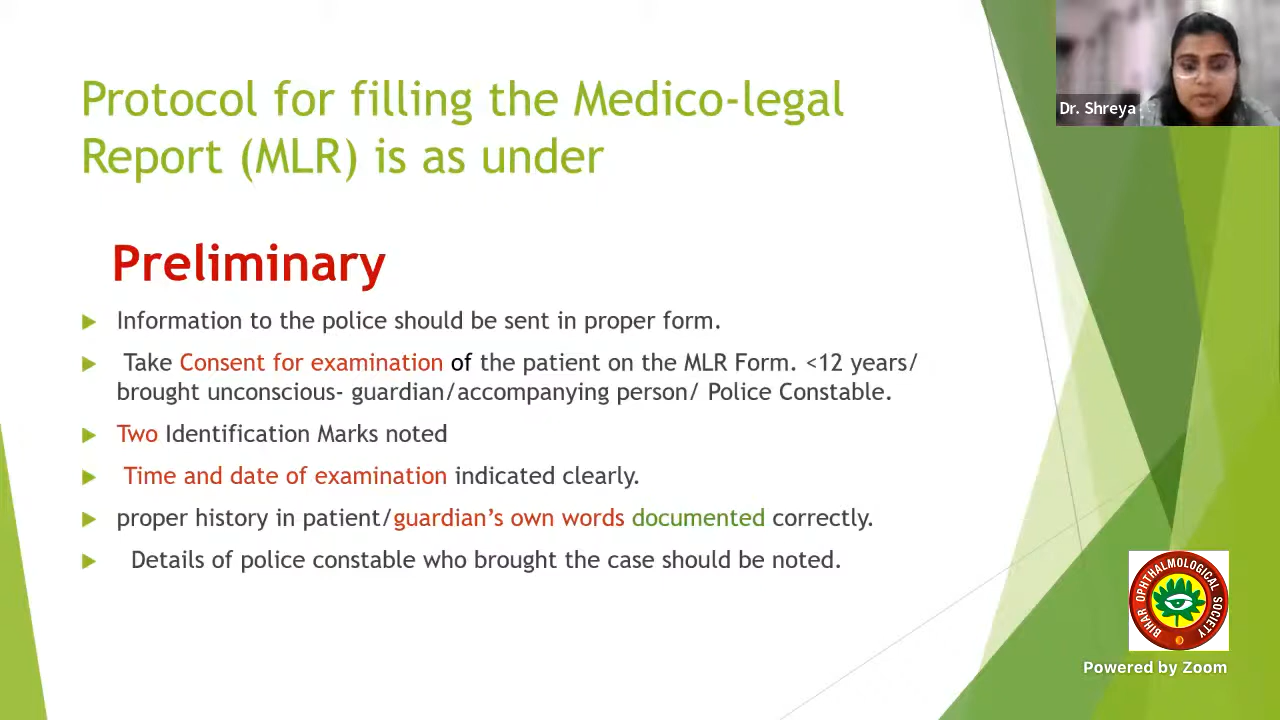 Protocol for filling the Medico-legal
Report (MLR) is as under
Dr. Shreya
Preliminary
Information to the police should be sent in proper form.
Take Consent for examination of the patient on the MLR Form. <12 years/
brought unconscious- guardian/accompanying person/ Police Constable.
Two Identification Marks noted
Time and date of examination indicated clearly.
proper history in patient/guardian's own words documented correctly.
Details of police constable who brought the case should be noted.
BIHAR OPHTHALMOLOGICAL SOCIETY
Powered by Zoom